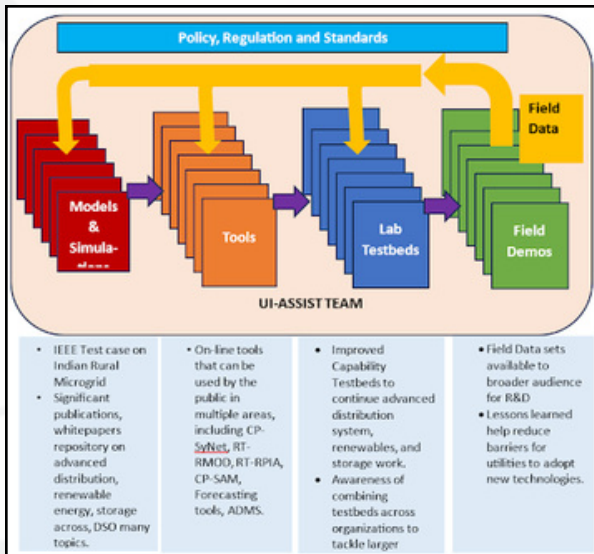 Policy, Regulation and Standards
Field
Data
Models
&
Simula-
Tools
Lab
Testbeds
Field
Demos
UI-ASSIST TEAM
• IEEE Test case on
Indian Rural
Microgrid
• Significant
publications,
whitepapers
repository on
advanced
distribution,
renewable
energy, storage
across, DSO many
topics.
• On-line tools
that can be
used by the
public in
multiple areas,
including CP-
SyNet, RT-
RMOD, RT-RPIA,
CP-SAM,
Forecasting
tools, ADMS.
• Improved
Capability
Testbeds to
continue advanced
distribution
system,
renewables, and
storage work.
• Awareness of
combining
testbeds across
organizations to
tackle larger
• Field Data sets
available to
broader audience
for R&D
• Lessons learned
help reduce
barriers for
utilities to adopt
new technologies.